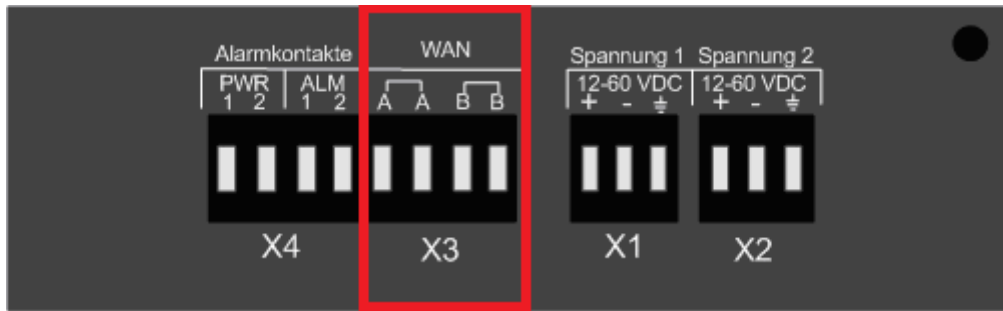 Alarmkontakte WAN Spannung 1 Spannung 2
PWR ALM 12-60 VDC 12-60 VDC
1 2 1 2 A A B B + - ⏚ + - ⏚
X4 X3 X1 X2